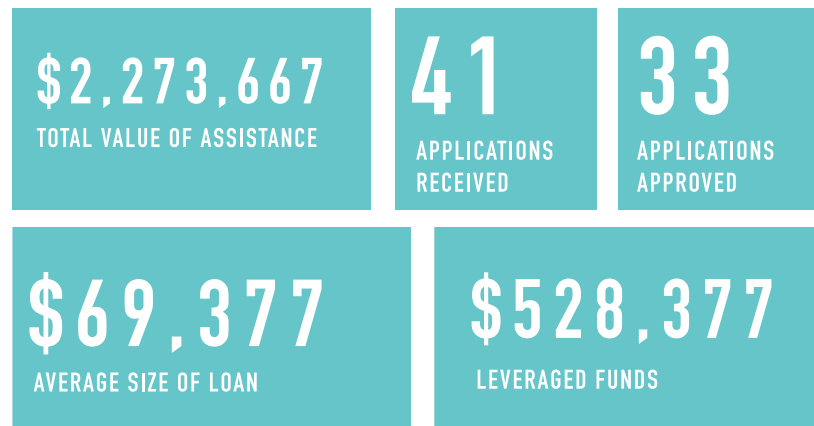 $2,273,667
TOTAL VALUE OF ASSISTANCE
41
APPLICATIONS
RECEIVED
33
APPLICATIONS
APPROVED
$69,377
AVERAGE SIZE OF LOAN
$528,377
LEVERAGED FUNDS